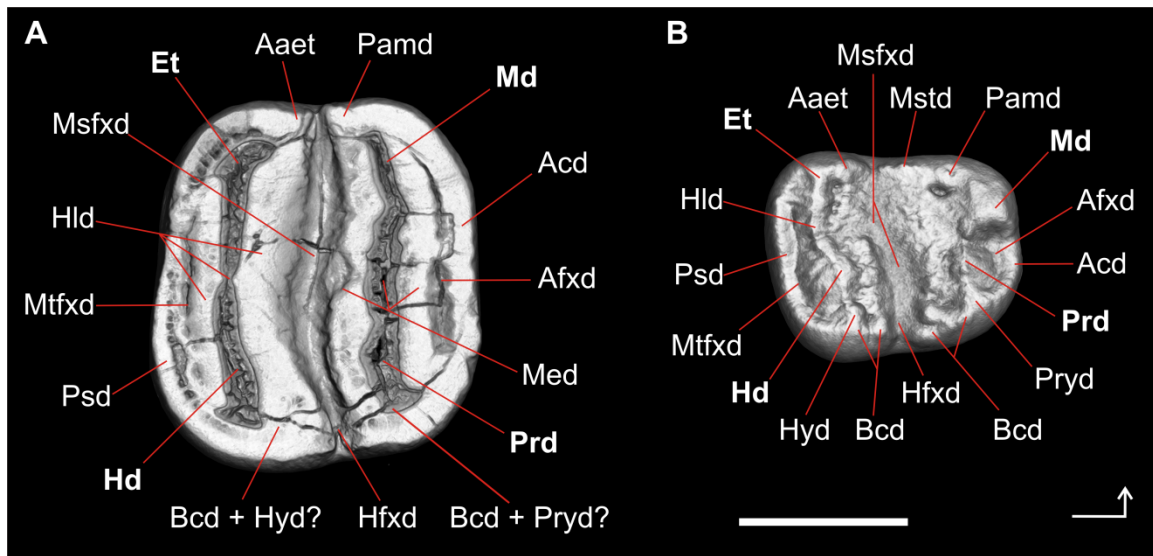 A
Aaet
Pamd
Et
Md
Msfxd
Acd
Hld
Mtfxd
Afxd
Psd
Med
Prd
Hd
Bcd + Hyd?
Hfxd
Bcd + Pryd?
B
Msfxd
Aaet
Mstd
Pamd
Et
Md
Hld
Afxd
Psd
Acd
Mtfxd
Prd
Hd
Pryd
Hyd
Bcd
Hfxd
Bcd